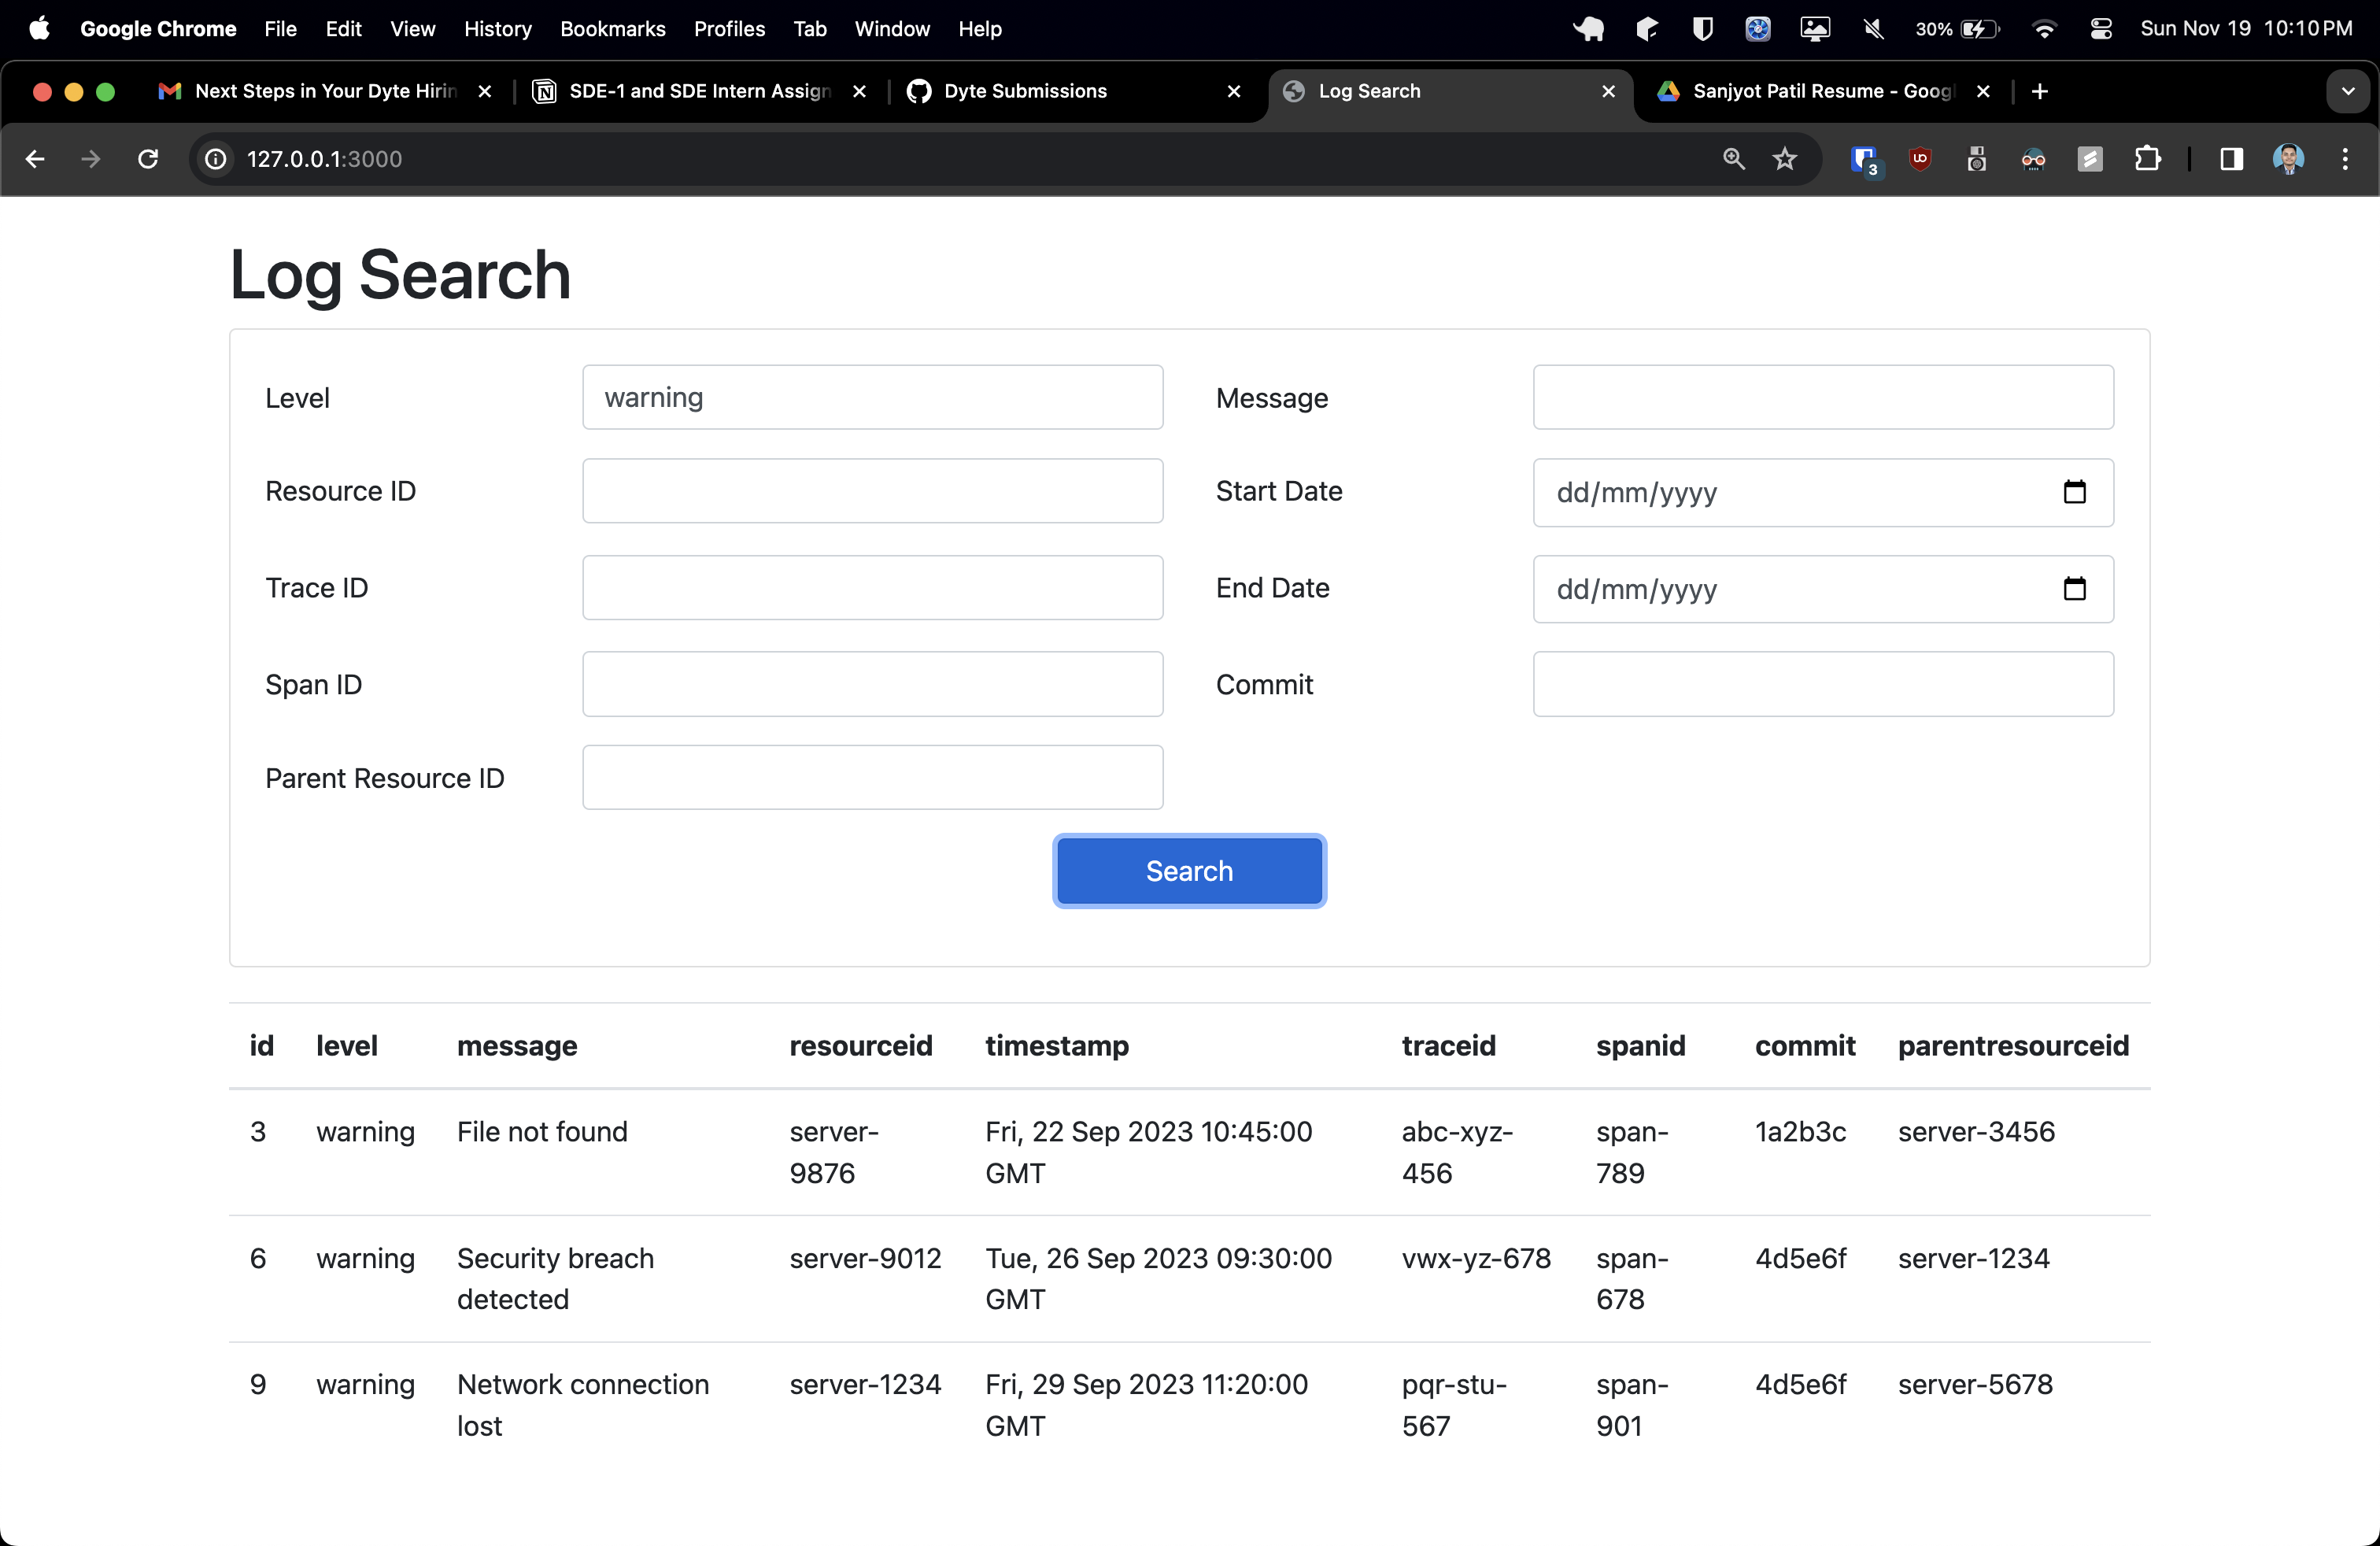 Google Chrome File Edit View History Bookmarks Profiles Tab Window Help 30% Sun Nov 19 10:10 PM
Next Steps in Your Dyte Hirin SDE-1 and SDE Intern Assign Dyte Submissions Log Search Sanjyot Patil Resume - Googl
127.0.0.1:3000 3
Log Search
Level warning Message
Resource ID Start Date dd/mm/yyyy
Trace ID End Date dd/mm/yyyy
Span ID Commit
Parent Resource ID
Search
id level message resourceid timestamp traceid spanid commit parentresourceid
3 warning File not found server- Fri, 22 Sep 2023 10:45:00 abc-xyz- span- 1a2b3c server-3456
9876 GMT 456 789
6 warning Security breach server-9012 Tue, 26 Sep 2023 09:30:00 vwx-yz-678 span- 4d5e6f server-1234
detected GMT 678
9 warning Network connection server-1234 Fri, 29 Sep 2023 11:20:00 pqr-stu- span- 4d5e6f server-5678
lost GMT 567 901